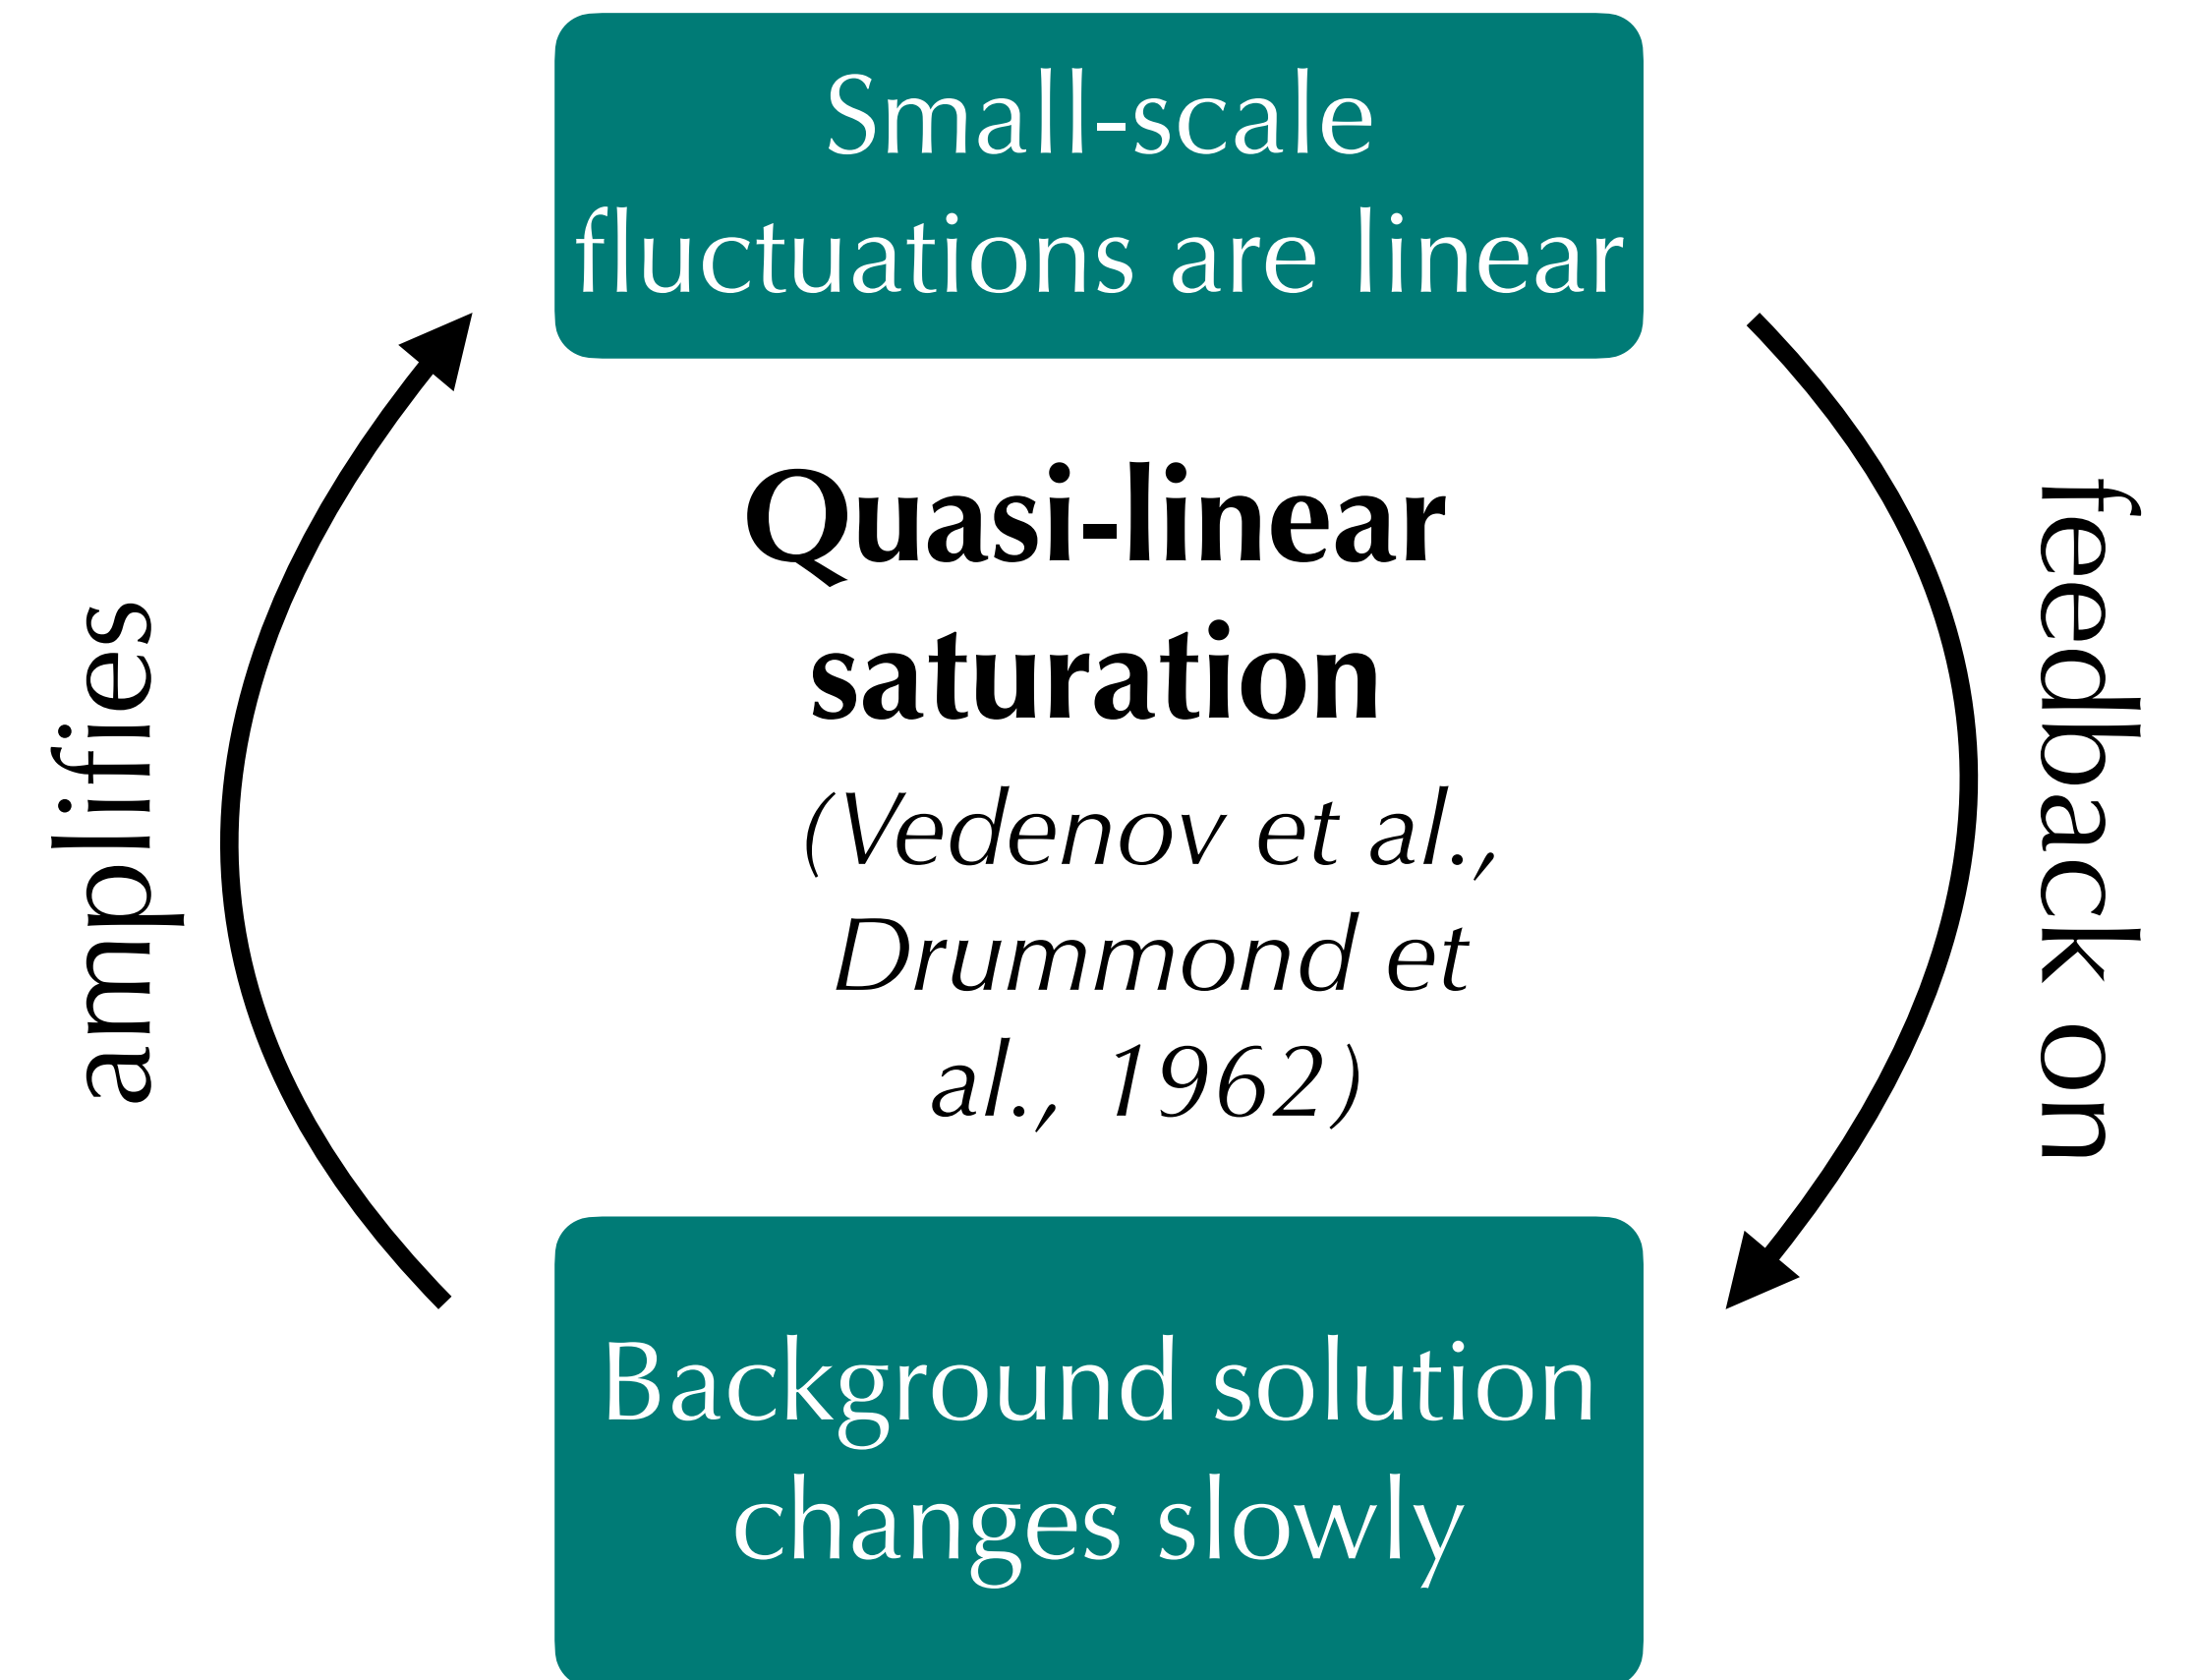 Small-scale
fluctuations are linear
Quasi-linear
saturation
(Vedenov et al.,
Drummond et
al., 1962)
amplifies
feedback on
Background solution
changes slowly